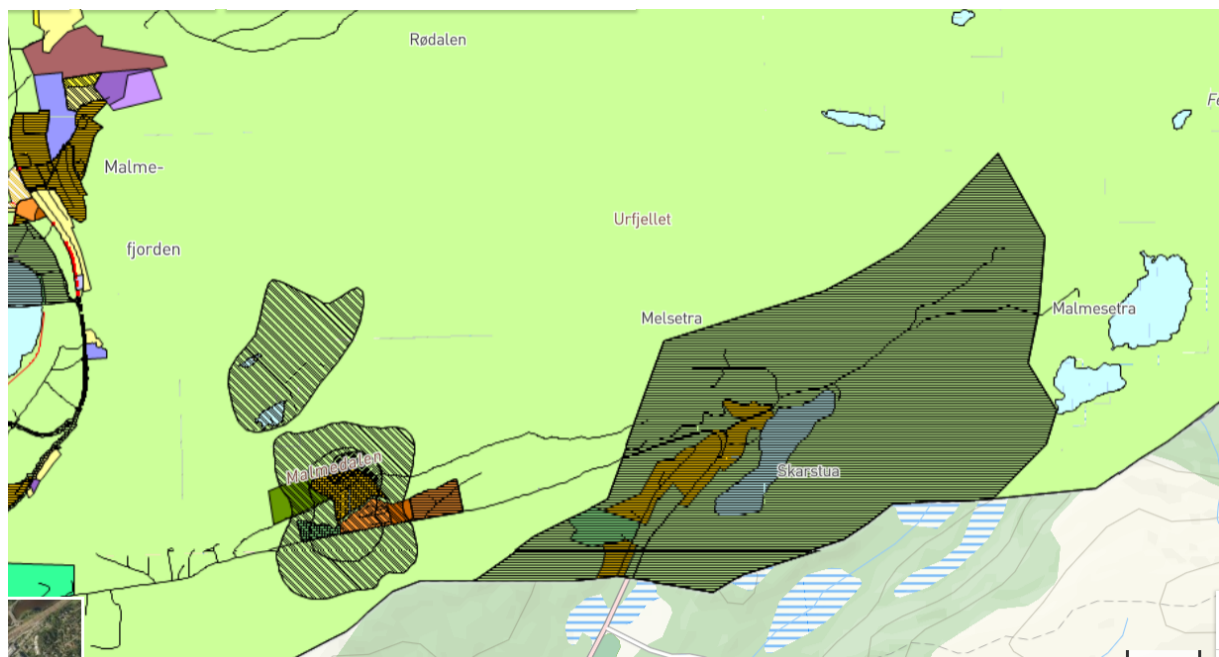 Rødalen
Malme-
fjorden
Urfjellet
Melsetra
Malmesetra
Malmedalen
Skarstua